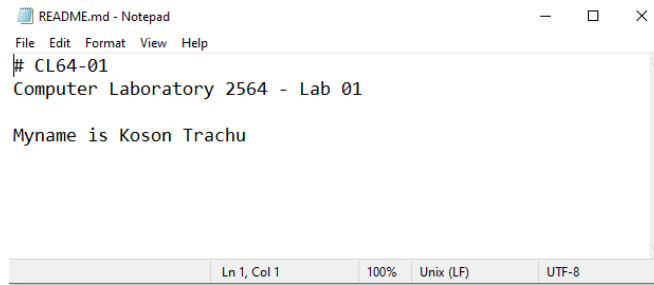 README.md - Notepad
File Edit Format View Help
# CL64-01
Computer Laboratory 2564 - Lab 01
Myname is Koson Trachu
Ln 1, Col 1 100% Unix (LF) UTF-8